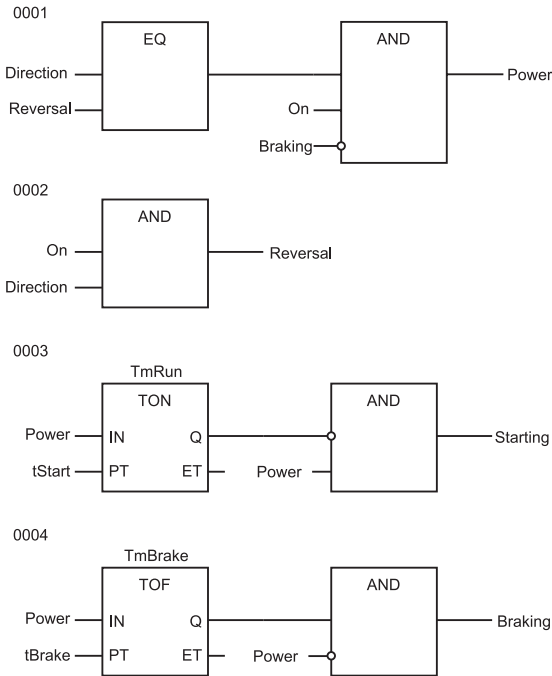 0001
EQ
AND
Direction
Power
Reversal
On
Braking
0002
AND
On
Reversal
Direction
0003
TmRun
TON
AND
Power IN Q
Starting
tStart PT ET Power
0004
TmBrake
TOF
AND
Power IN Q
Braking
tBrake PT ET Power